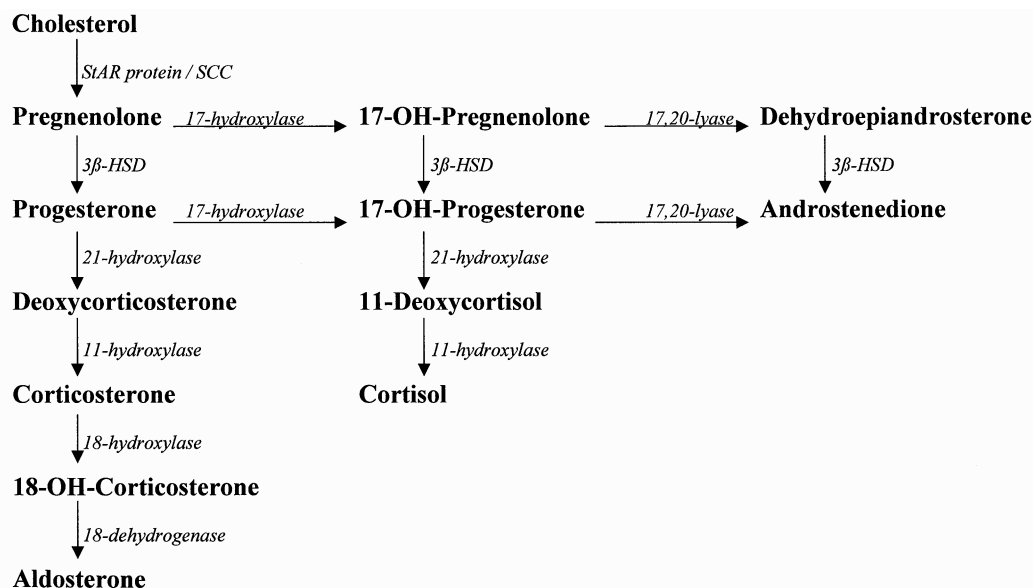 Cholesterol
StAR protein / SCC
Pregnenolone 17-hydroxylase 17-OH-Pregnenolone 17,20-lyase Dehydroepiandrosterone
3ß-HSD 3ß-HSD 3ß-HSD
Progesterone 17-hydroxylase 17-OH-Progesterone 17,20-lyase Androstenedione
21-hydroxylase 21-hydroxylase
Deoxycorticosterone 11-Deoxycortisol
11-hydroxylase 11-hydroxylase
Corticosterone Cortisol
18-hydroxylase
18-OH-Corticosterone
18-dehydrogenase
Aldosterone